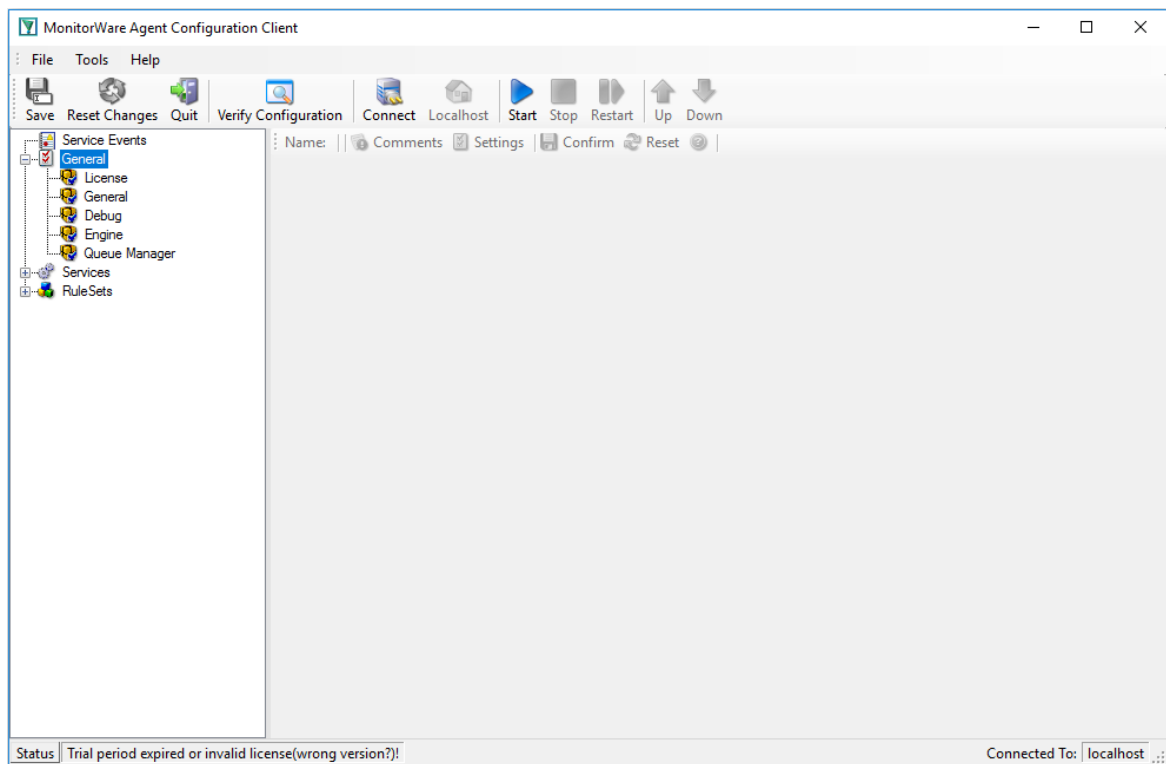 MonitorWare Agent Configuration Client
File Tools Help
Save Reset Changes Quit Verify Configuration Connect Localhost Start Stop Restart Up Down
Service Events
General
License
General
Debug
Engine
Queue Manager
Services
RuleSets
Name: Comments Settings Confirm Reset
Status Trial period expired or invalid license(wrong version?)! Connected To: localhost